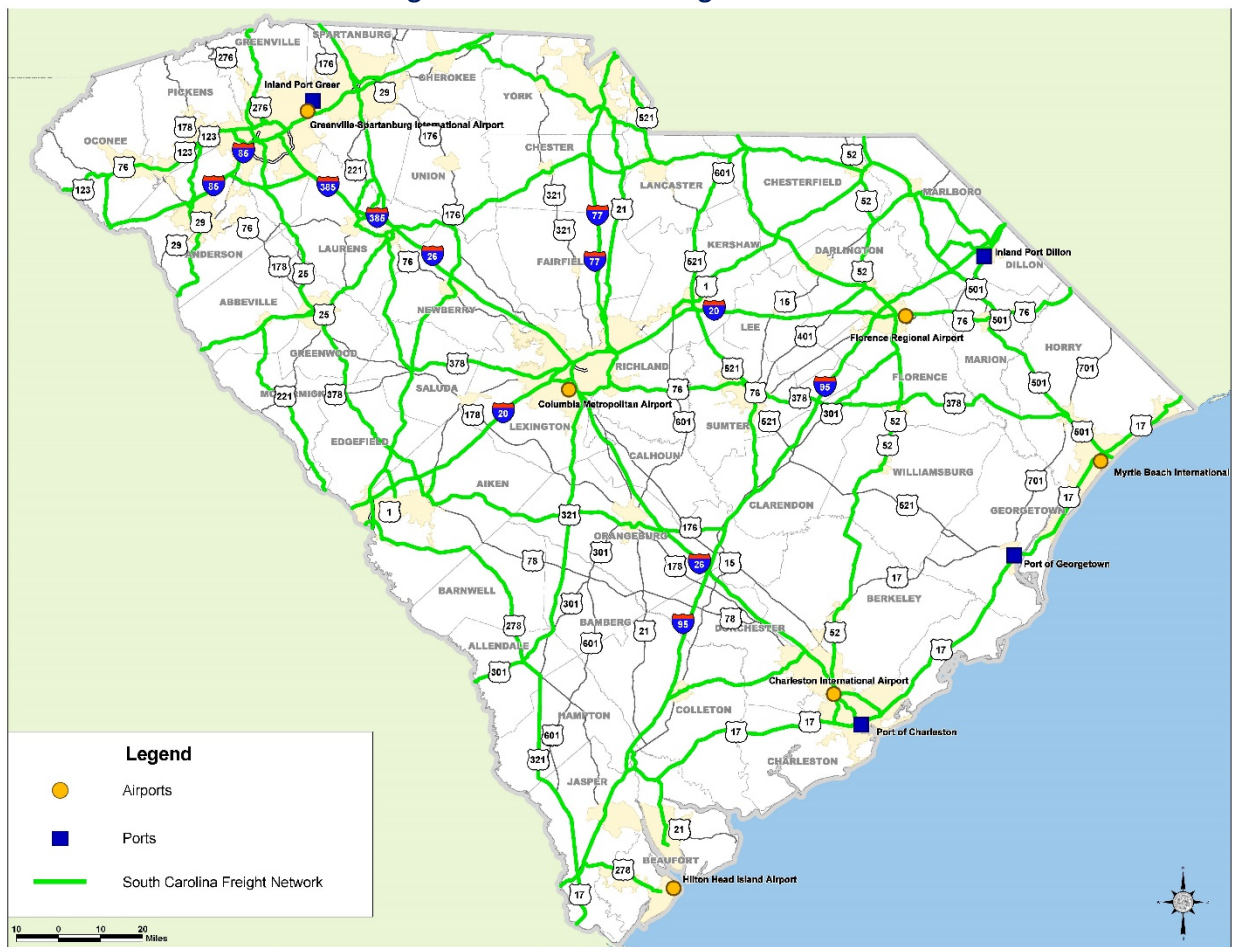 GREENVILLE
SPARTANBURG
276
176
CHEROKEE
Inland Port Greer
29
PICKENS
YORK
276
Greenville-Spartanburg International Airport
521
178
123
176
OCONEE
CHESTER
52
123
85
76
221
UNION
LANCASTER
601
CHESTERFIELD
123
85
385
321
MARLBORO
77
21
52
29
76
385
176
321
KERSHAW
DARLINGTON
29
ANDERSON
LAURENS
76
26
FAIRFIELD
77
521
52
Inland Port Dillon
DILLON
178
25
1
501
ABBEVILLE
NEWBERRY
20
15
25
LEE
401
Florence Regional Airport
76
501
76
GREENWOOD
HORRY
378
RICHLAND
521
MARION
701
SALUDA
95
FLORENCE
501
221
378
Columbia Metropolitan Airport
76
76
378
301
378
178
20
LEXINGTON
601
SUMTER
521
52
17
501
EDGEFIELD
52
CALHOUN
Myrtle Beach International
AIKEN
WILLIAMSBURG
701
17
1
CLARENDON
521
GEORGETOWN
321
176
ORANGEBURG
301
78
178
26
15
Port of Georgetown
17
BARNWELL
BERKELEY
301
278
BAMBERG
95
78
DORCHESTER
21
52
601
ALLENDALE
17
301
Charleston International Airport
HAMPTON
COLLETON
17
601
17
Port of Charleston
321
CHARLESTON
JASPER
21
BEAUFORT
278
Hilton Head Island Airport
17
Legend
Airports
Ports
South Carolina Freight Network
10 0 10 20
Miles